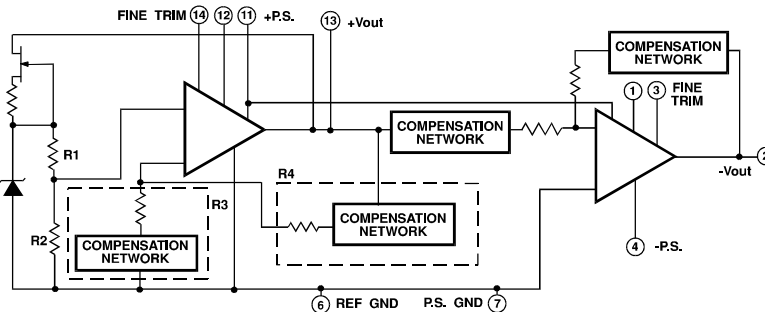 FINE TRIM 14 12 11 +P.S. 13 +Vout
COMPENSATION
NETWORK
1 3 FINE
TRIM
R1
COMPENSATION
NETWORK
R4
-Vout
R2
R3
COMPENSATION
NETWORK
COMPENSATION
NETWORK
4 -P.S.
6 REF GND P.S. GND 7